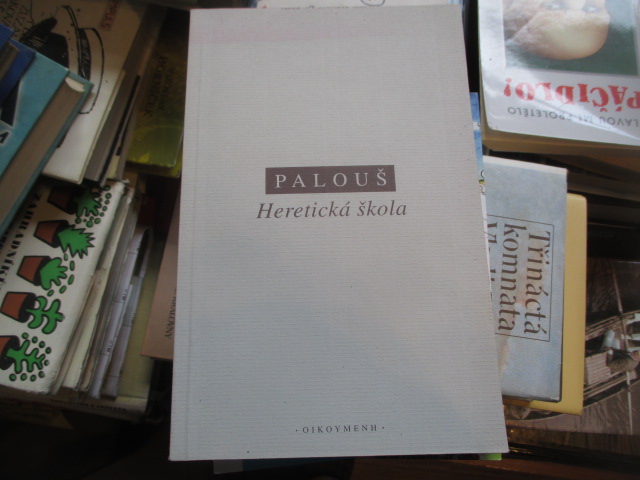 PALOUŠ
Heretická škola
· OIKOYMENH ·
PÁČIDLO!
Třináctá
komnata